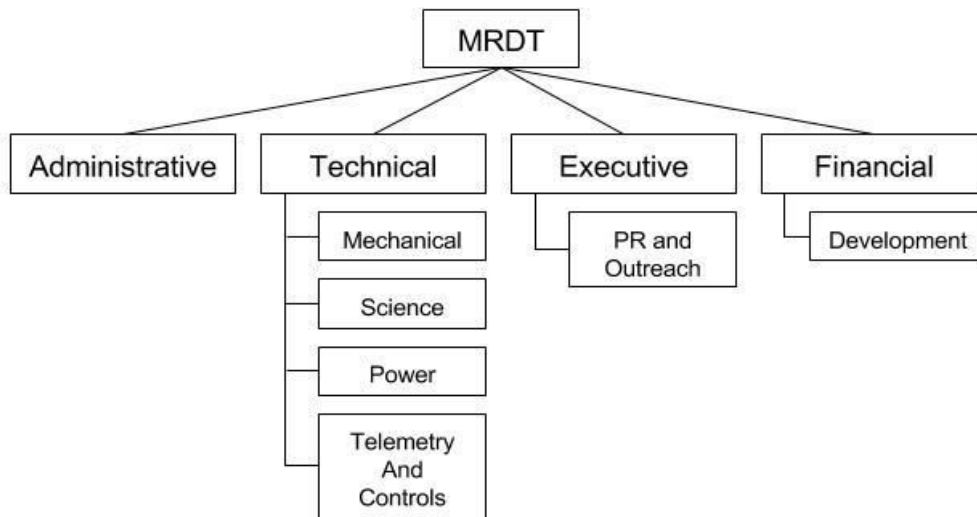 MRDT
Administrative
Technical
Executive
Financial
Mechanical
PR and
Outreach
Development
Science
Power
Telemetry
And
Controls